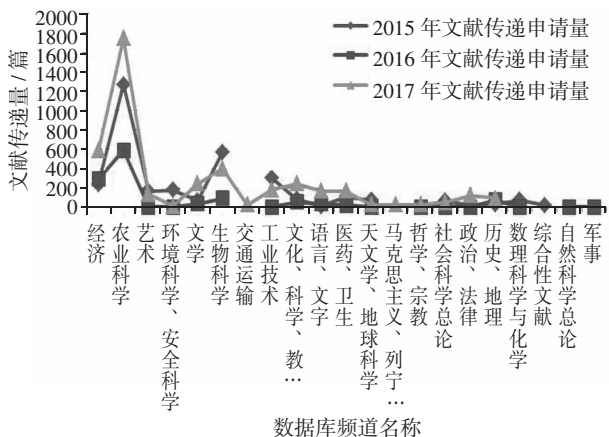 2000
1800
1600
1400
1200
1000
800
600
400
200
0
文献传递量/篇
2015 年文献传递申请量
2016 年文献传递申请量
2017 年文献传递申请量
经济
农业科学
艺术
环境科学、安全科学
文学
生物科学
交通运输
工业技术
文化、科学、教…
语言、文字
医药、卫生
天文学、地球科学
马克思主义、列宁…
哲学、宗教
社会科学总论
政治、法律
历史、地理
数理科学与化学
综合性文献
自然科学总论
军事
数据库频道名称